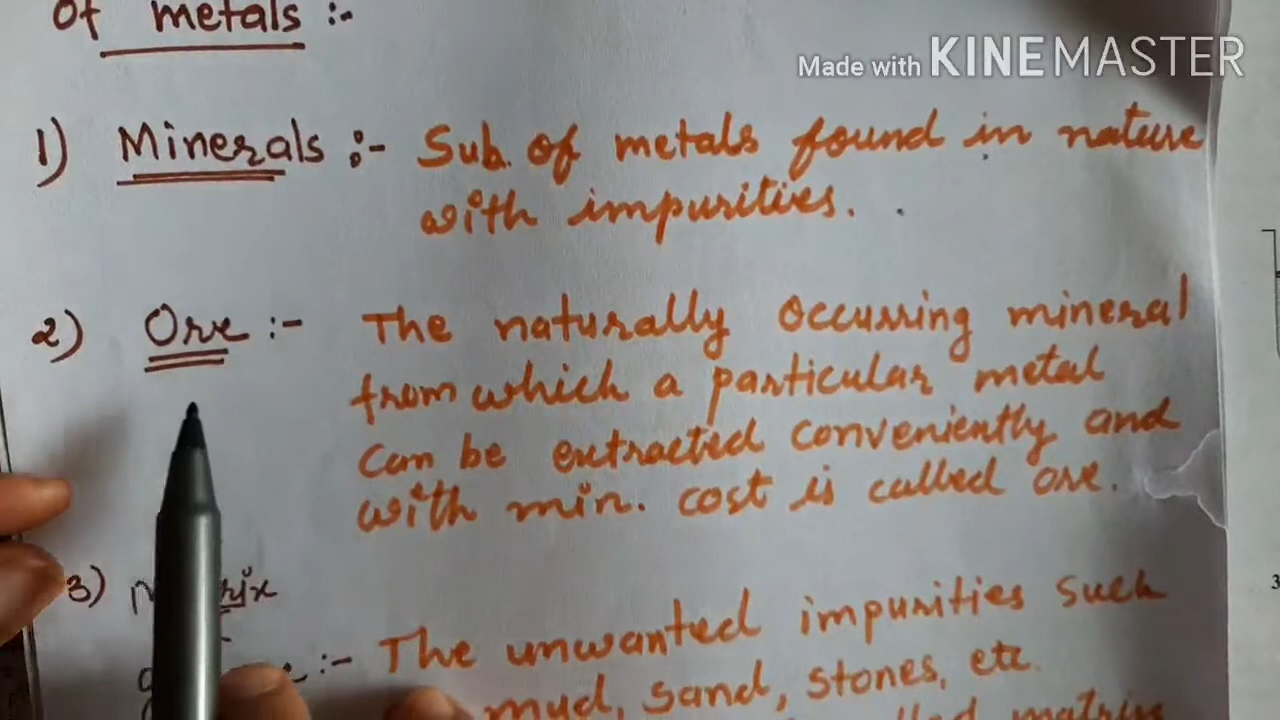 Made with KINEMASTER
of metals :-
1) Minerals :- Sub. of metals found in nature
with impurities.
2) Ore :- The naturally occurring mineral
from which a particular metal
can be extracted conveniently and
with min. cost is called ore.
3)
:- The unwanted impurities such
mud, sand, stones, etc.
matrix
3